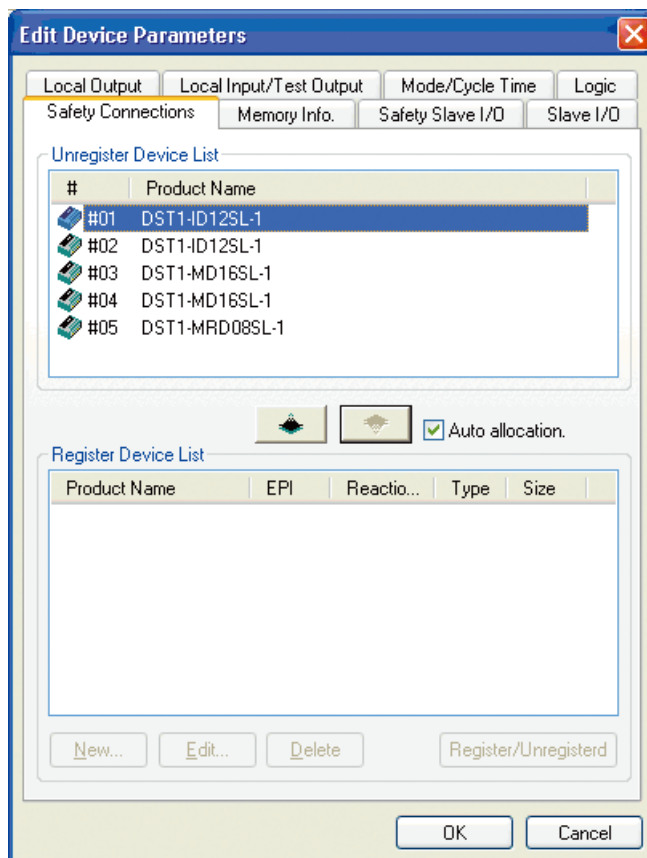 Edit Device Parameters
Local Output Local Input/Test Output Mode/Cycle Time Logic
Safety Connections Memory Info. Safety Slave I/O Slave I/O
Unregister Device List
# Product Name
#01 DST1-ID12SL-1
#02 DST1-ID12SL-1
#03 DST1-MD16SL-1
#04 DST1-MD16SL-1
#05 DST1-MRD08SL-1
Auto allocation.
Register Device List
Product Name EPI Reactio... Type Size
New... Edit... Delete Register/Unregisterd
OK Cancel